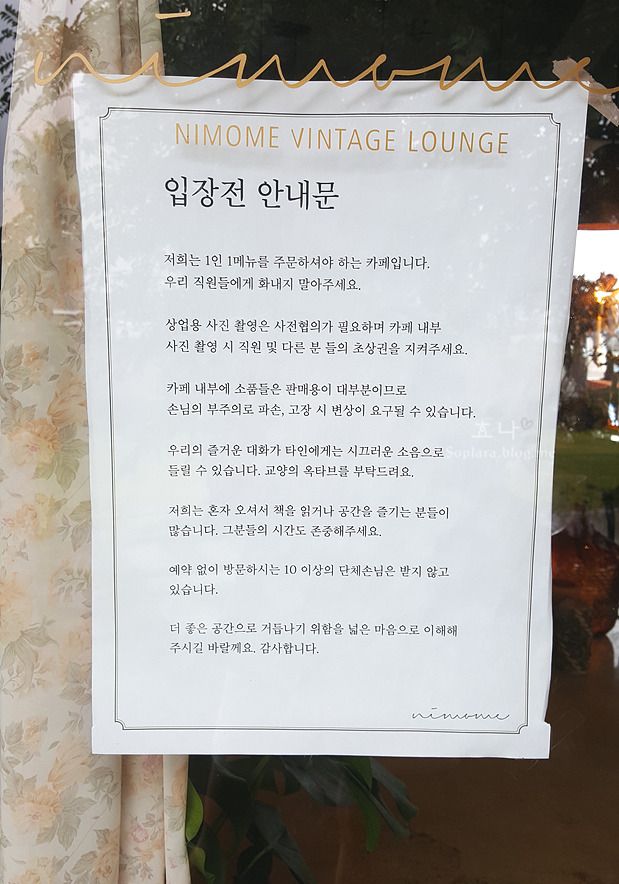 nimome
NIMOME VINTAGE LOUNGE
입장전 안내문
저희는 1인 1메뉴를 주문하셔야 하는 카페입니다.
우리 직원들에게 화내지 말아주세요.
상업용 사진 촬영은 사전협의가 필요하며 카페 내부
사진 촬영 시 직원 및 다른 분 들의 초상권을 지켜주세요.
카페 내부에 소품들은 판매용이 대부분이므로
손님의 부주의로 파손, 고장 시 변상이 요구될 수 있습니다.
효나
Soplara.blog.me
우리의 즐거운 대화가 타인에게는 시끄러운 소음으로
들릴 수 있습니다. 교양의 옥타브를 부탁드려요.
저희는 혼자 오셔서 책을 읽거나 공간을 즐기는 분들이
많습니다. 그분들의 시간도 존중해주세요.
예약 없이 방문하시는 10 이상의 단체손님은 받지 않고
있습니다.
더 좋은 공간으로 거듭나기 위함을 넓은 마음으로 이해해
주시길 바랄께요. 감사합니다.
nimome